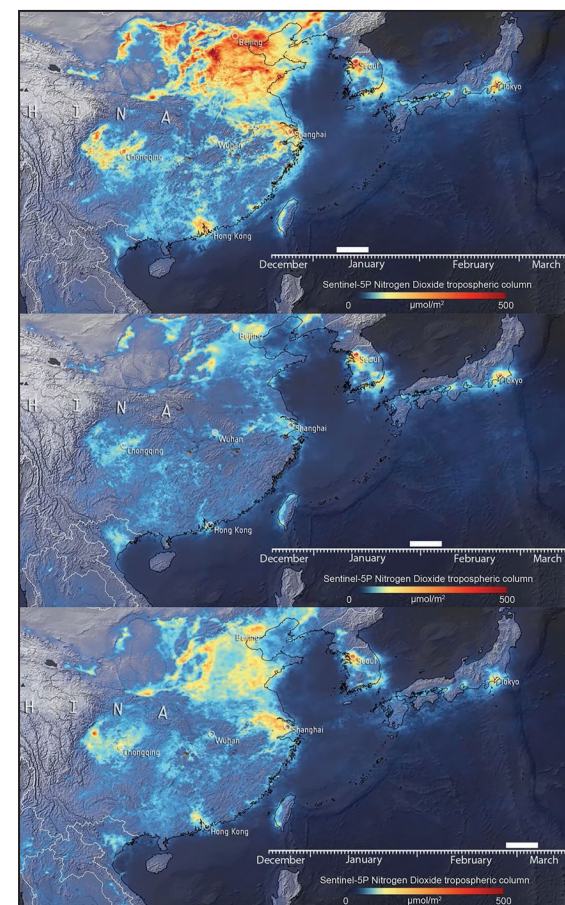 Beijing
Seoul
Tokyo
H I N A
Shanghai
Wuhan
Chongqing
Hong Kong
December January February March
Sentinel-5P Nitrogen Dioxide tropospheric column
0 µmol/m² 500
Beijing
Seoul
Tokyo
H I N A
Shanghai
Wuhan
Chongqing
Hong Kong
December January February March
Sentinel-5P Nitrogen Dioxide tropospheric column
0 µmol/m² 500
Beijing
Seoul
Tokyo
H I N A
Shanghai
Wuhan
Chongqing
Hong Kong
December January February March
Sentinel-5P Nitrogen Dioxide tropospheric column
0 µmol/m² 500